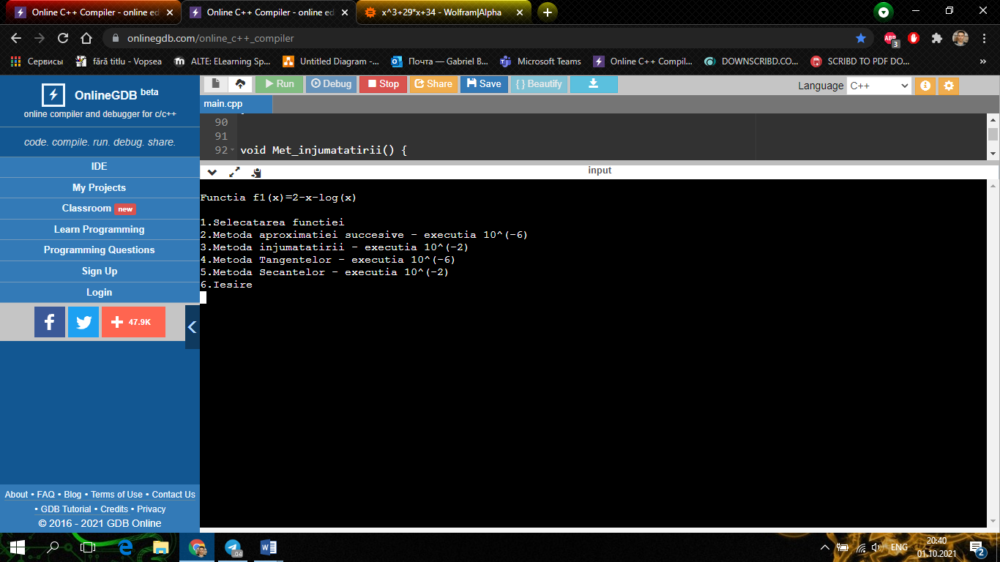 Online C++ Compiler - online ed
Online C++ Compiler - online ed
x^3+29*x+34 - Wolfram|Alpha
onlinegdb.com/online_c++_compiler
ABP
3
Сервисы
fără titlu - Vopsea
ALTE: ELearning Sp...
Untitled Diagram -...
Почта — Gabriel B...
Microsoft Teams
Online C++ Compil...
DOWNSCRIBD.CO...
SCRIBD TO PDF DO...
»
OnlineGDB beta
online compiler and debugger for c/c++
code. compile. run. debug. share.
IDE
My Projects
Classroom new
Learn Programming
Programming Questions
Sign Up
Login
47.9K
About • FAQ • Blog • Terms of Use • Contact Us
• GDB Tutorial • Credits • Privacy
© 2016 - 2021 GDB Online
Run
Debug
Stop
Share
Save
{ } Beautify
Language C++
main.cpp
90
91
92 void Met_injumatatirii() {
input
Functia f1(x)=2-x-log(x)
1.Selecatarea functiei
2.Metoda aproximatiei succesive - executia 10^(-6)
3.Metoda injumatatirii - executia 10^(-2)
4.Metoda Tangentelor - executia 10^(-6)
5.Metoda Secantelor - executia 10^(-2)
6.Iesire
04
ENG
20:40
01.10.2021
2